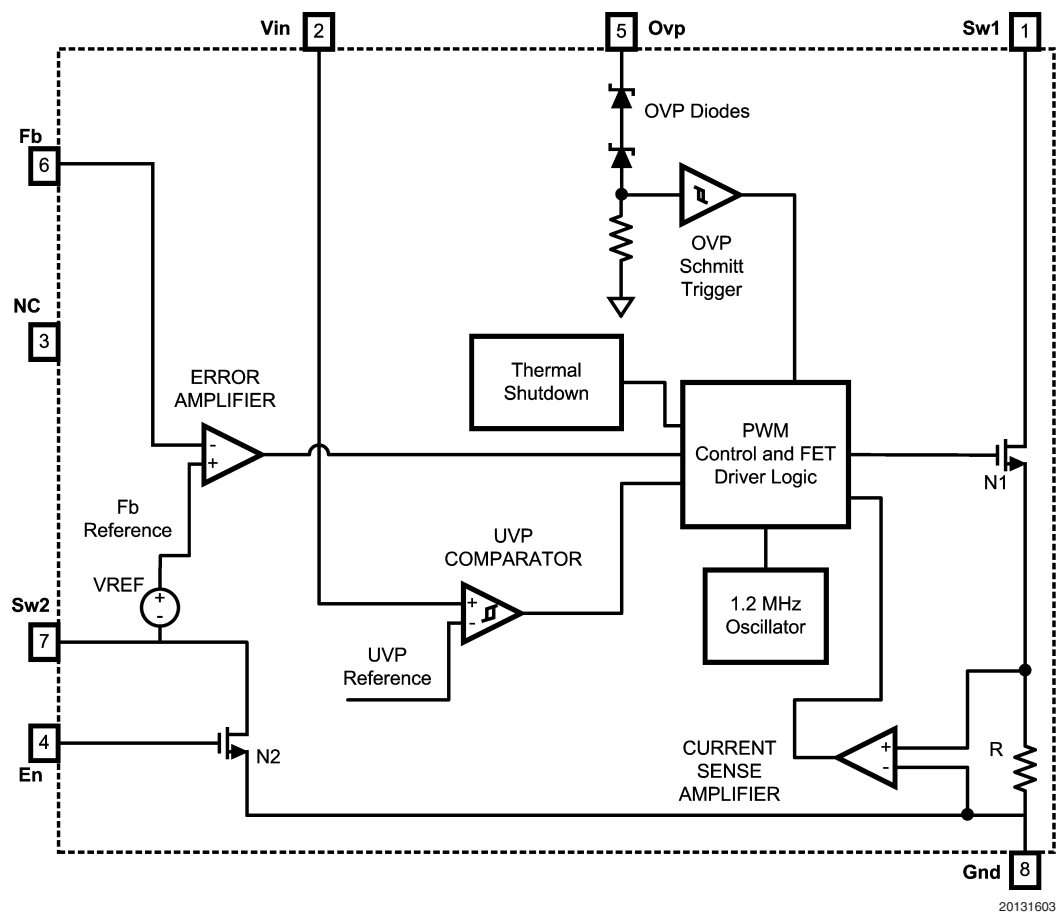 Vin
2
5
Ovp
Sw1
1
OVP Diodes
Fb
6
OVP
Schmitt
Trigger
NC
3
Thermal
Shutdown
ERROR
AMPLIFIER
-
+
PWM
Control and FET
Driver Logic
N1
Fb
Reference
VREF
+
-
UVP
COMPARATOR
+
-
1.2 MHz
Oscillator
Sw2
7
UVP
Reference
4
En
N2
CURRENT
SENSE
AMPLIFIER
+
-
R
Gnd
8
20131603